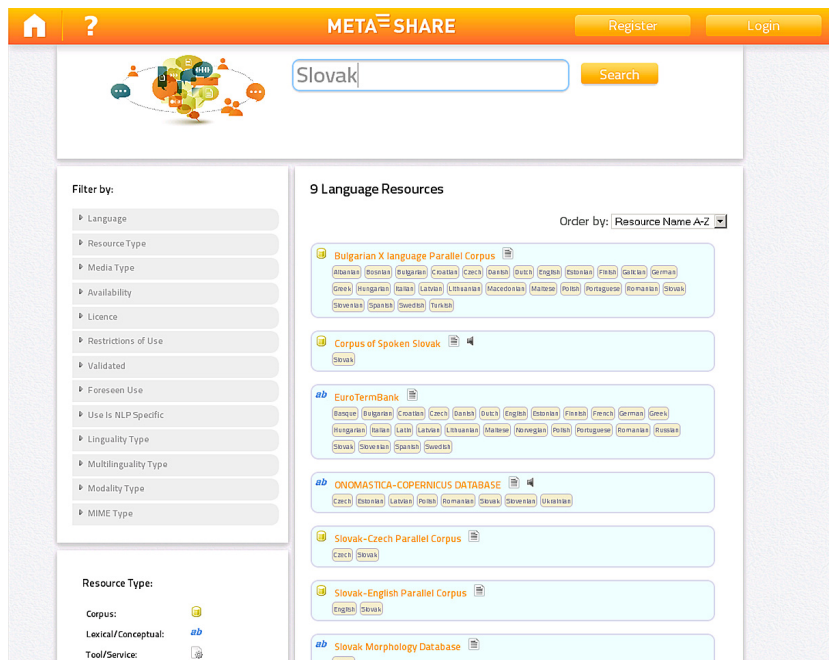 ?
META SHARE
Register
Login
Slovak
Search
Filter by:
Language
Resource Type
Media Type
Availability
Licence
Restrictions of Use
Validated
Foreseen Use
Use Is NLP Specific
Linguality Type
Multilinguality Type
Modality Type
MIME Type
Resource Type:
Corpus:
Lexical/Conceptual: ab
Tool/Service:
9 Language Resources
Order by: Resource Name A-Z
Bulgarian X language Parallel Corpus
Albanian Bosnian Bulgarian Croatian Czech Danish Dutch English Estonian Finish Galician German
Greek Hungarian Italian Latvian Lithuanian Macedonian Maltese Polish Portuguese Romanian Slovak
Slovenian Spanish Swedish Turkish
Corpus of Spoken Slovak
Slovak
ab EuroTermBank
Basque Bulgarian Croatian Czech Danish Dutch English Estonian Finnish French German Greek
Hungarian Italian Latin Latvian Lithuanian Maltese Norvegian Polish Portuguese Romanian Russian
Slovak Slovenian Spanish Swedish
ab ONOMASTICA-COPERNICUS DATABASE
Czech Estonian Latvian Polish Romanian Slovak Slovenian Ukrainian
Slovak-Czech Parallel Corpus
Czech Slovak
Slovak-English Parallel Corpus
English Slovak
ab Slovak Morphology Database